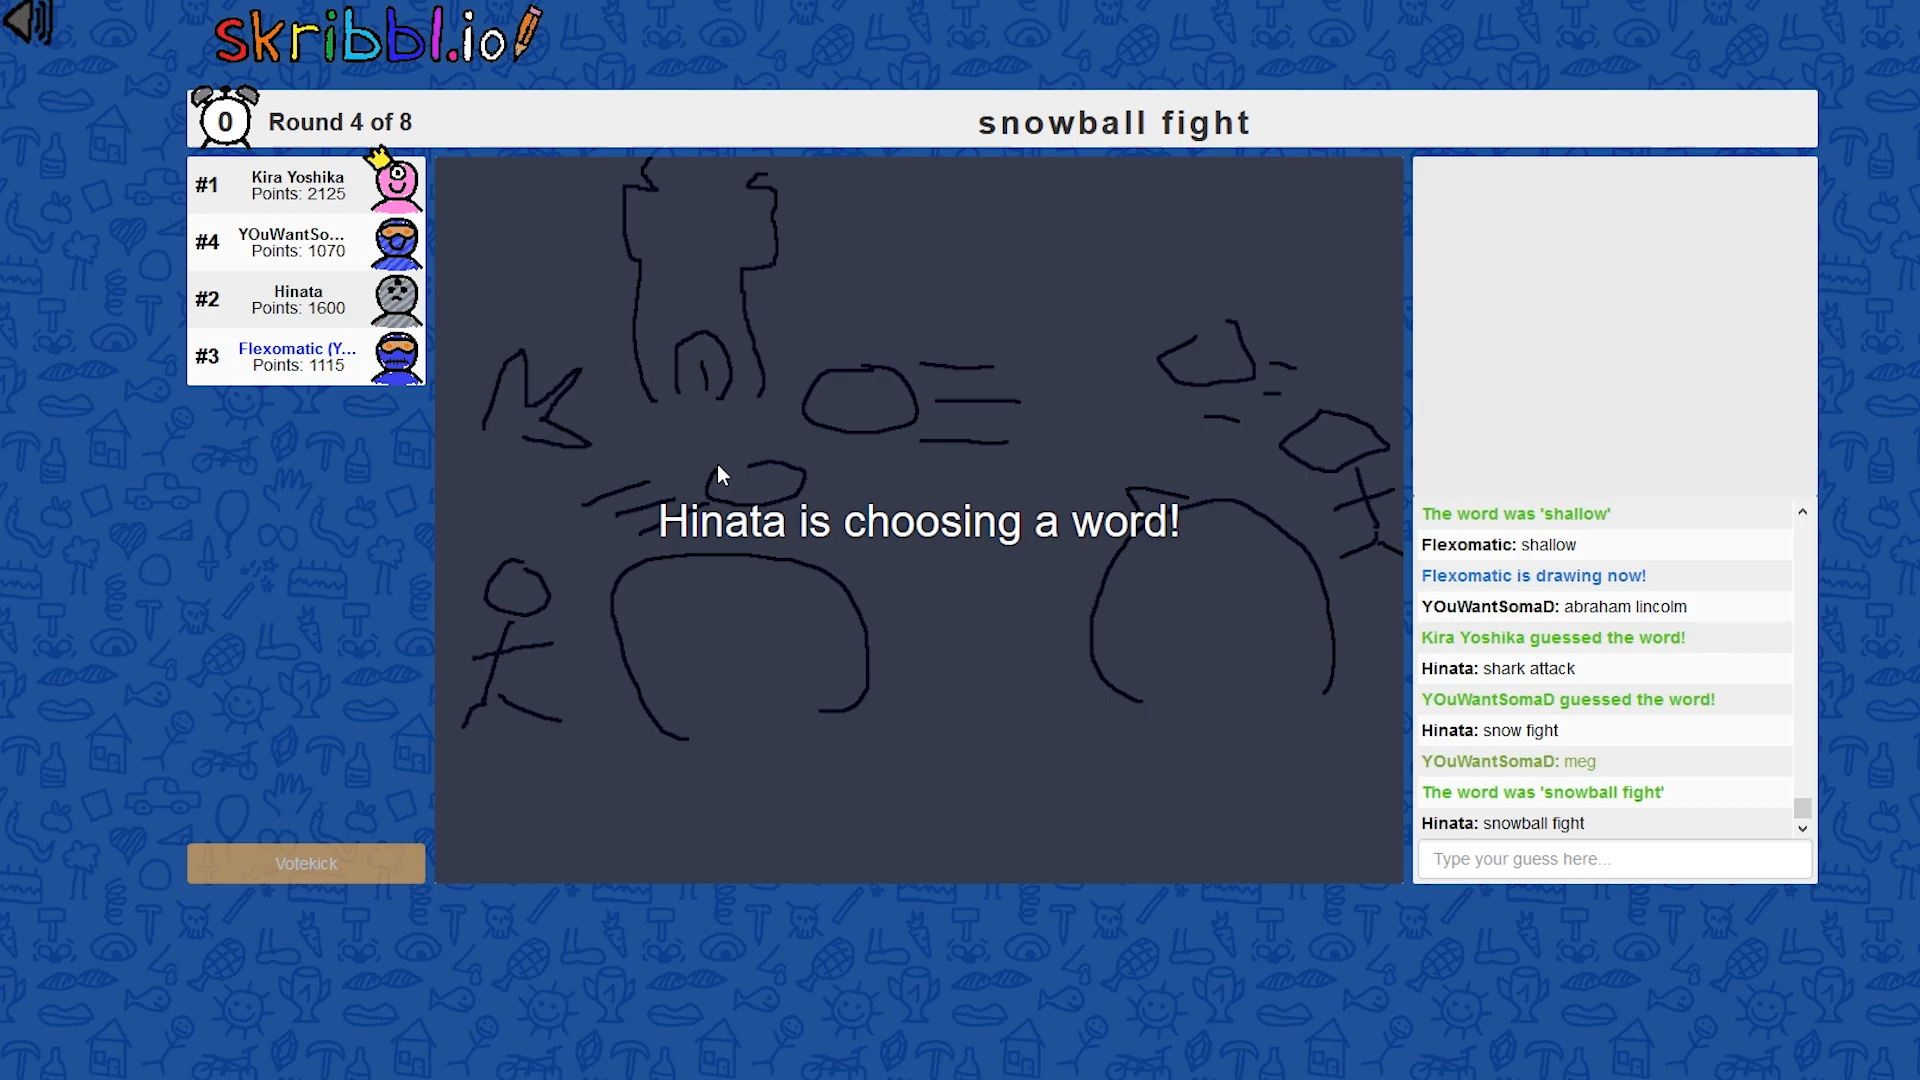 skribbl.io
0
Round 4 of 8
snowball fight
#1
Kira Yoshika
Points: 2125
#4
YOuWantSo...
Points: 1070
#2
Hinata
Points: 1600
#3
Flexomatic (Y...
Points: 1115
Votekick
Hinata is choosing a word!
The word was 'shallow'
Flexomatic: shallow
Flexomatic is drawing now!
YOuWantSomaD: abraham lincolm
Kira Yoshika guessed the word!
Hinata: shark attack
YOuWantSomaD guessed the word!
Hinata: snow fight
YOuWantSomaD: meg
The word was 'snowball fight'
Hinata: snowball fight
Type your guess here...